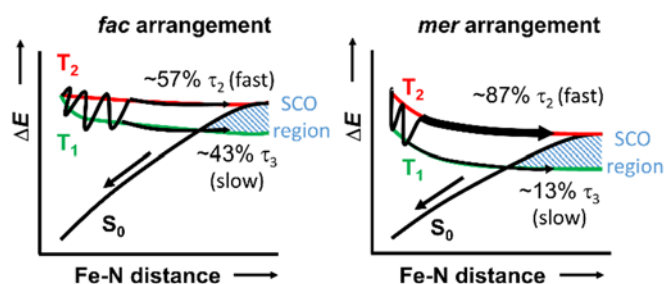 fac arrangement
T2
~57% τ2 (fast)
SCO
region
T1
~43% τ3
(slow)
S0
ΔE
Fe-N distance
mer arrangement
T2
~87% τ2 (fast)
SCO
region
T1
~13% τ3
(slow)
S0
ΔE
Fe-N distance